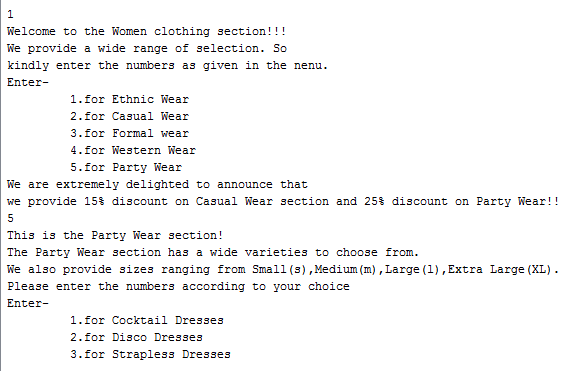 1
Welcome to the Women clothing section!!!
We provide a wide range of selection. So
kindly enter the numbers as given in the nenu.
Enter-
1.for Ethnic Wear
2.for Casual Wear
3.for Formal wear
4.for Western Wear
5.for Party Wear
We are extremely delighted to announce that
we provide 15% discount on Casual Wear section and 25% discount on Party Wear!!
5
This is the Party Wear section!
The Party Wear section has a wide varieties to choose from.
We also provide sizes ranging from Small(s),Medium(m),Large(l),Extra Large(XL).
Please enter the numbers according to your choice
Enter-
1.for Cocktail Dresses
2.for Disco Dresses
3.for Strapless Dresses